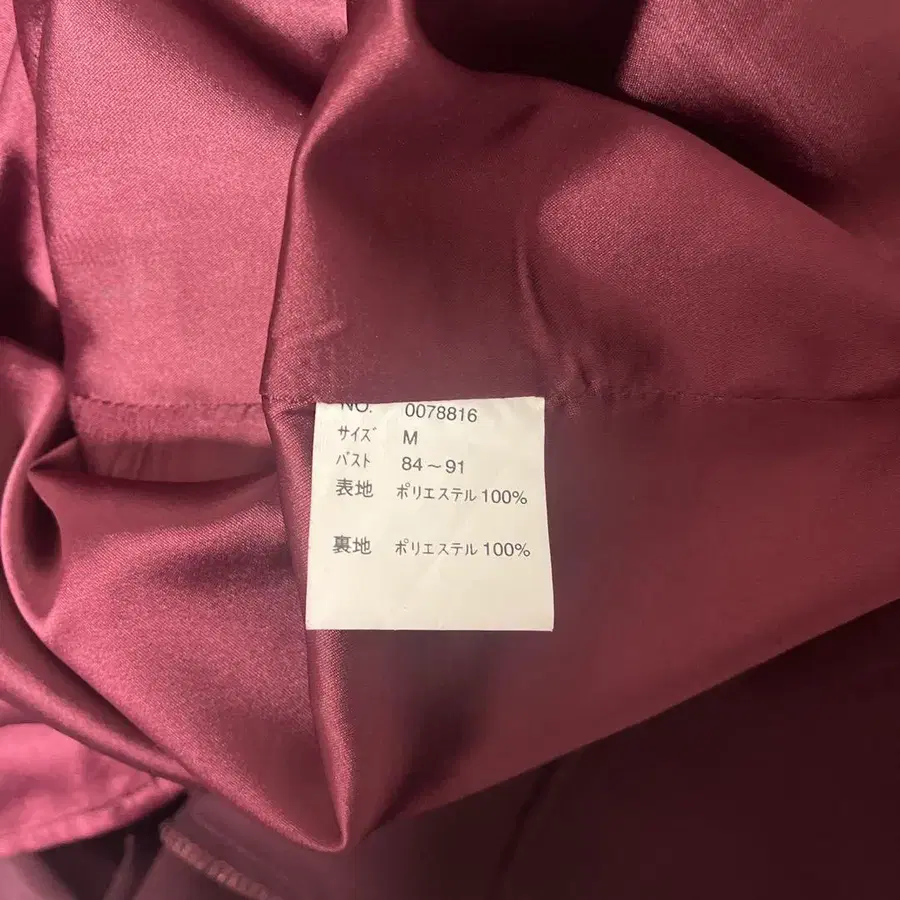 NO. 0078816
ｻｲｽﾞ M
ﾊﾞｽﾄ 84～91
表地 ポリエステル100%
裏地 ポリエステル100%